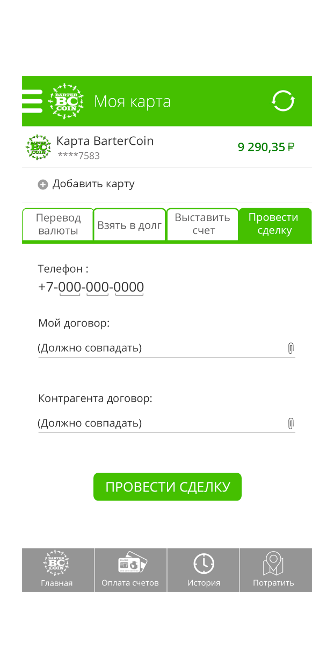 BARTER
BC
COIN
Моя карта
Карта BarterCoin
****7583
9 290,35 ₽
Добавить карту
Перевод
валюты
Взять в долг
Выставить
счет
Провести
сделку
Телефон :
+7-000-000-0000
Мой договор:
(Должно совпадать)
Контрагента договор:
(Должно совпадать)
ПРОВЕСТИ СДЕЛКУ
BARTER
BC
COIN
Главная
Оплата счетов
История
Потратить